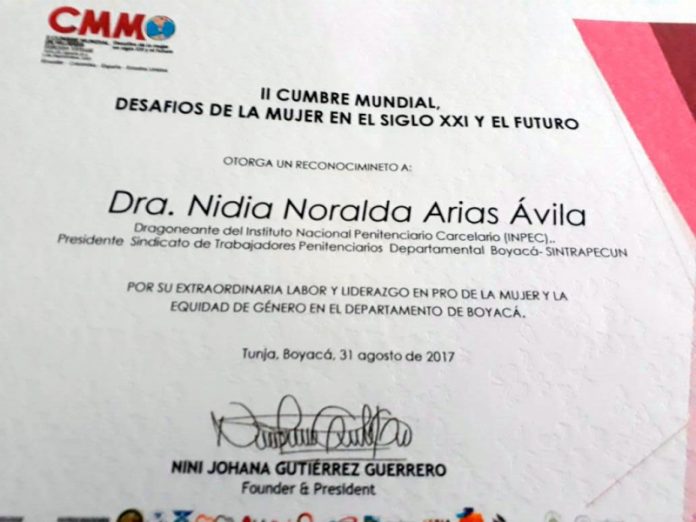 CMM
II CUMBRE MUNDIAL,
DESAFIOS DE LA MUJER EN EL SIGLO XXI Y EL FUTURO
OTORGA UN RECONOCIMINETO A:
Dra. Nidia Noralda Arias Ávila
Dragoneante del Instituto Nacional Penitenciario Carcelario (INPEC)..
Presidente Sindicato de Trabajadores Penitenciarios Departamental Boyacá- SINTRAPECUN
POR SU EXTRAORDINARIA LABOR Y LIDERAZGO EN PRO DE LA MUJER Y LA
EQUIDAD DE GÉNERO EN EL DEPARTAMENTO DE BOYACÁ.
Tunja, Boyacá, 31 agosto de 2017
NINI JOHANA GUTIÉRREZ GUERRERO
Founder & President